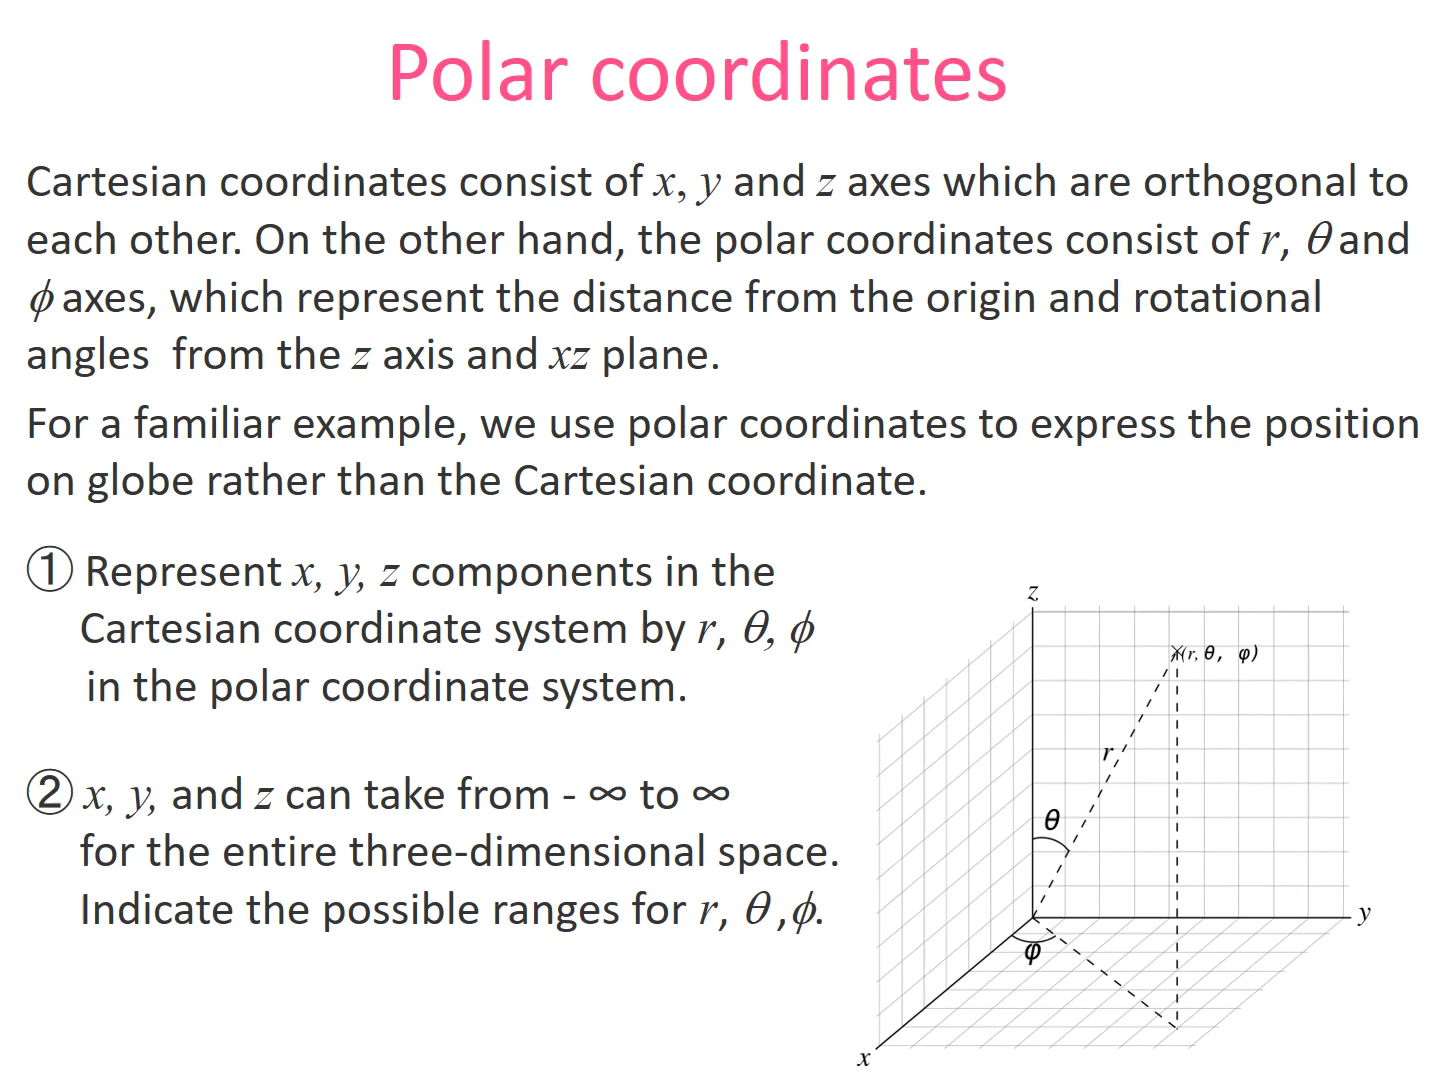 Polar coordinates
Cartesian coordinates consist of x, y and z axes which are orthogonal to
each other. On the other hand, the polar coordinates consist of r, θ and
ϕ axes, which represent the distance from the origin and rotational
angles  from the z axis and xz plane.
For a familiar example, we use polar coordinates to express the position
on globe rather than the Cartesian coordinate.
① Represent x, y, z components in the
Cartesian coordinate system by r, θ, ϕ
in the polar coordinate system.
② x, y, and z can take from - ∞ to ∞
for the entire three-dimensional space.
Indicate the possible ranges for r, θ ,ϕ.
z
(r, θ, φ)
r
θ
y
φ
x